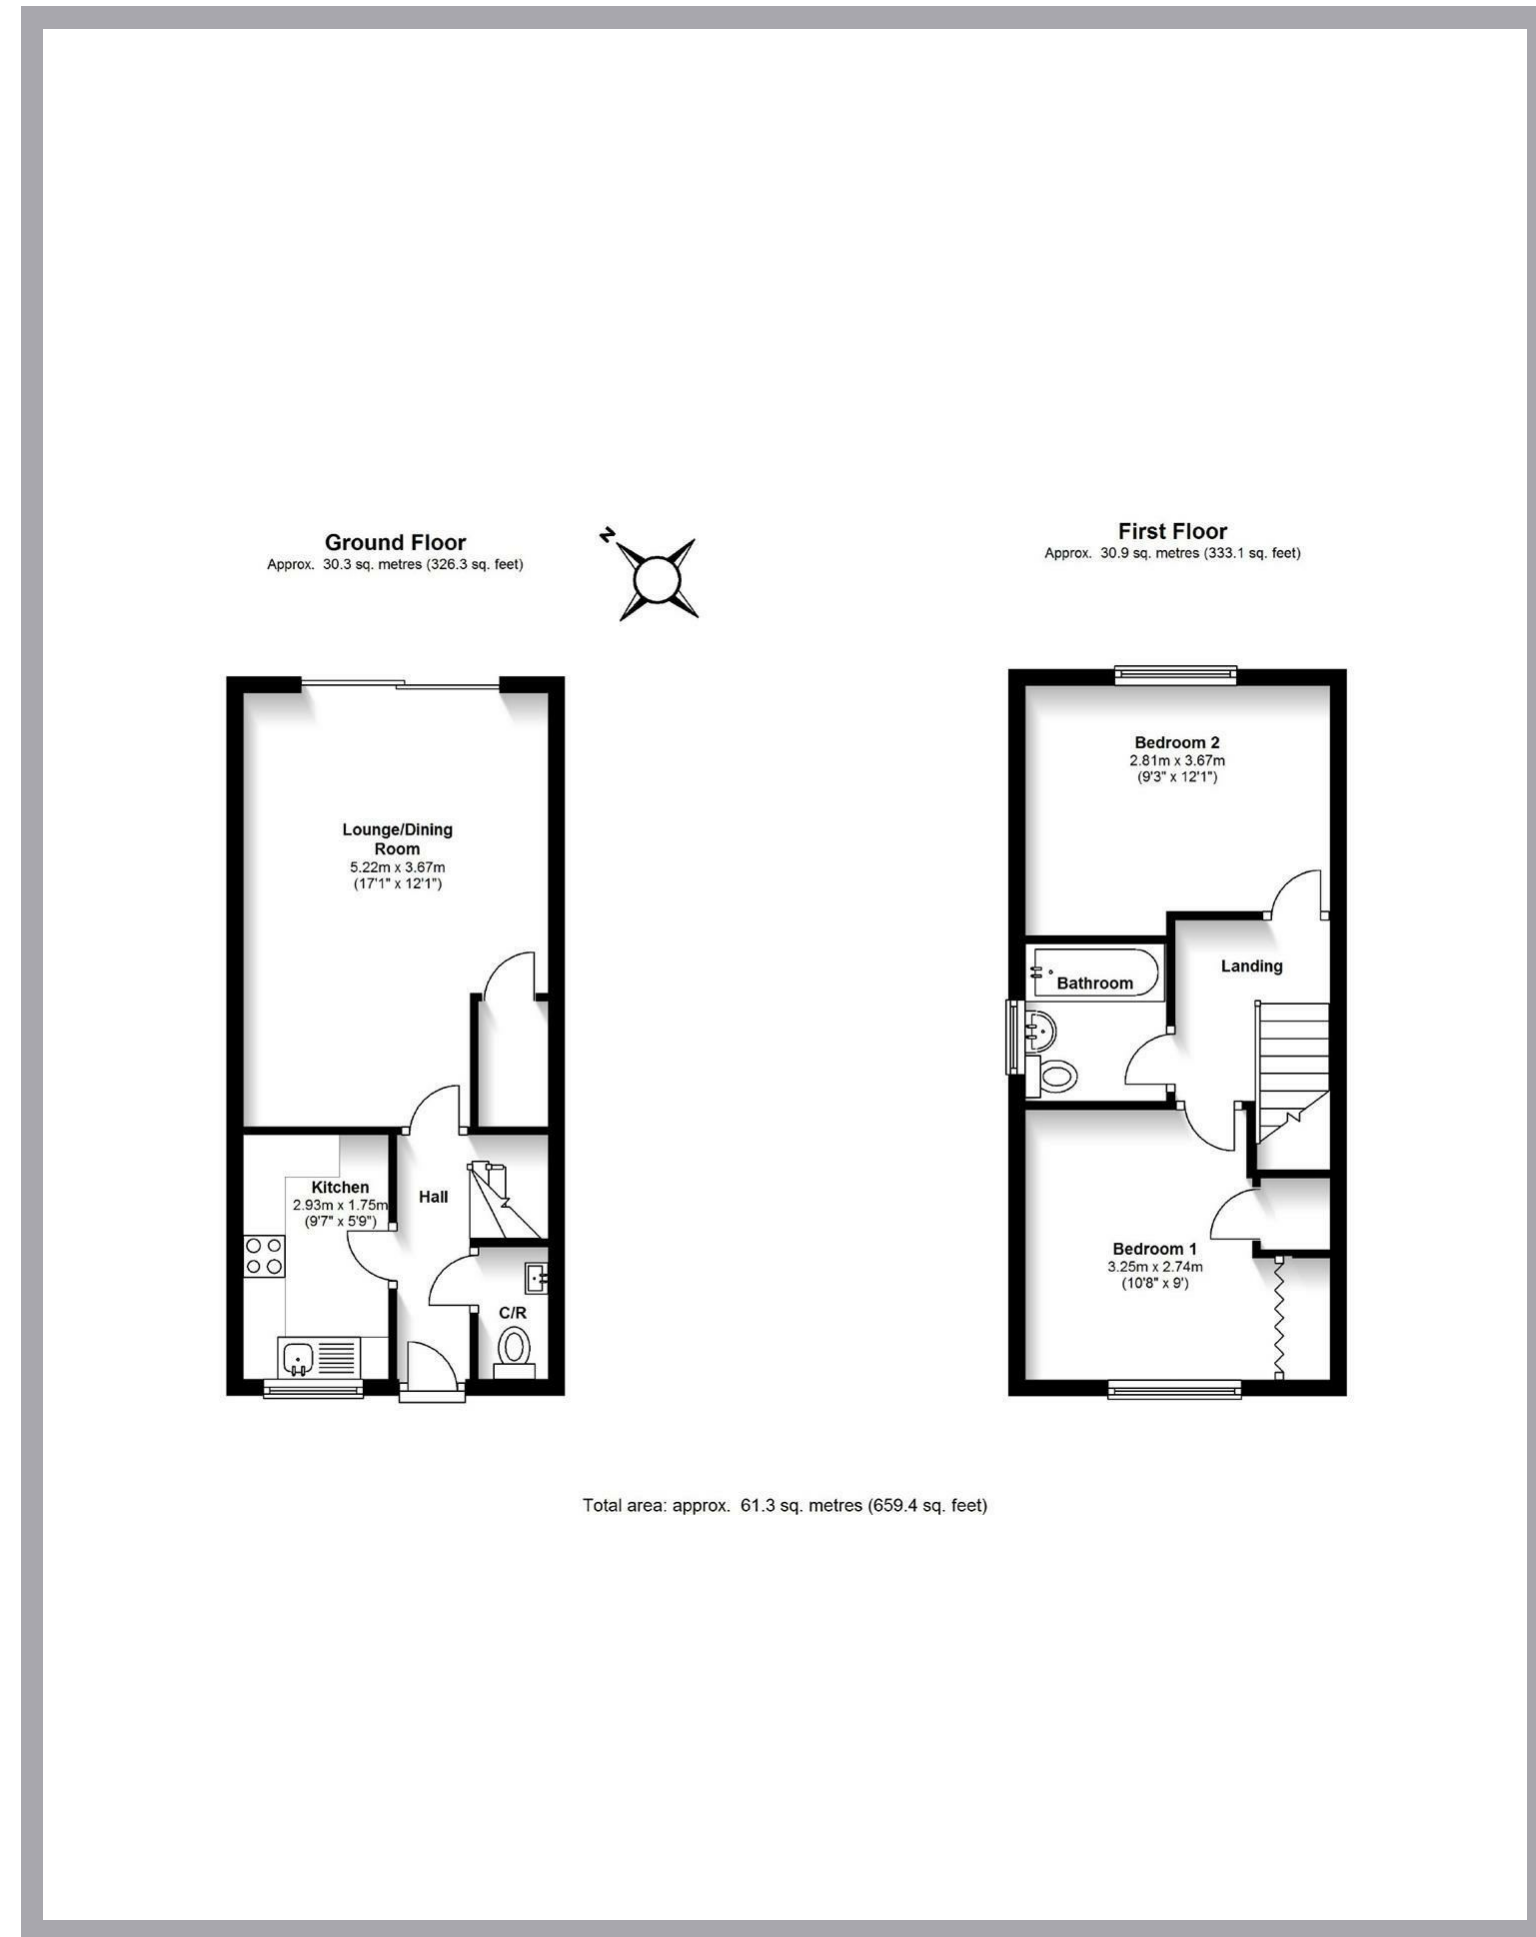 Ground Floor
Approx. 30.3 sq. metres (326.3 sq. feet)
N
First Floor
Approx. 30.9 sq. metres (333.1 sq. feet)
Lounge/Dining
Room
5.22m x 3.67m
(17'1" x 12'1")
Kitchen
2.93m x 1.75m
(9'7" x 5'9")
Hall
C/R
Bedroom 2
2.81m x 3.67m
(9'3" x 12'1")
Landing
Bathroom
Bedroom 1
3.25m x 2.74m
(10'8" x 9')
Total area: approx. 61.3 sq. metres (659.4 sq. feet)